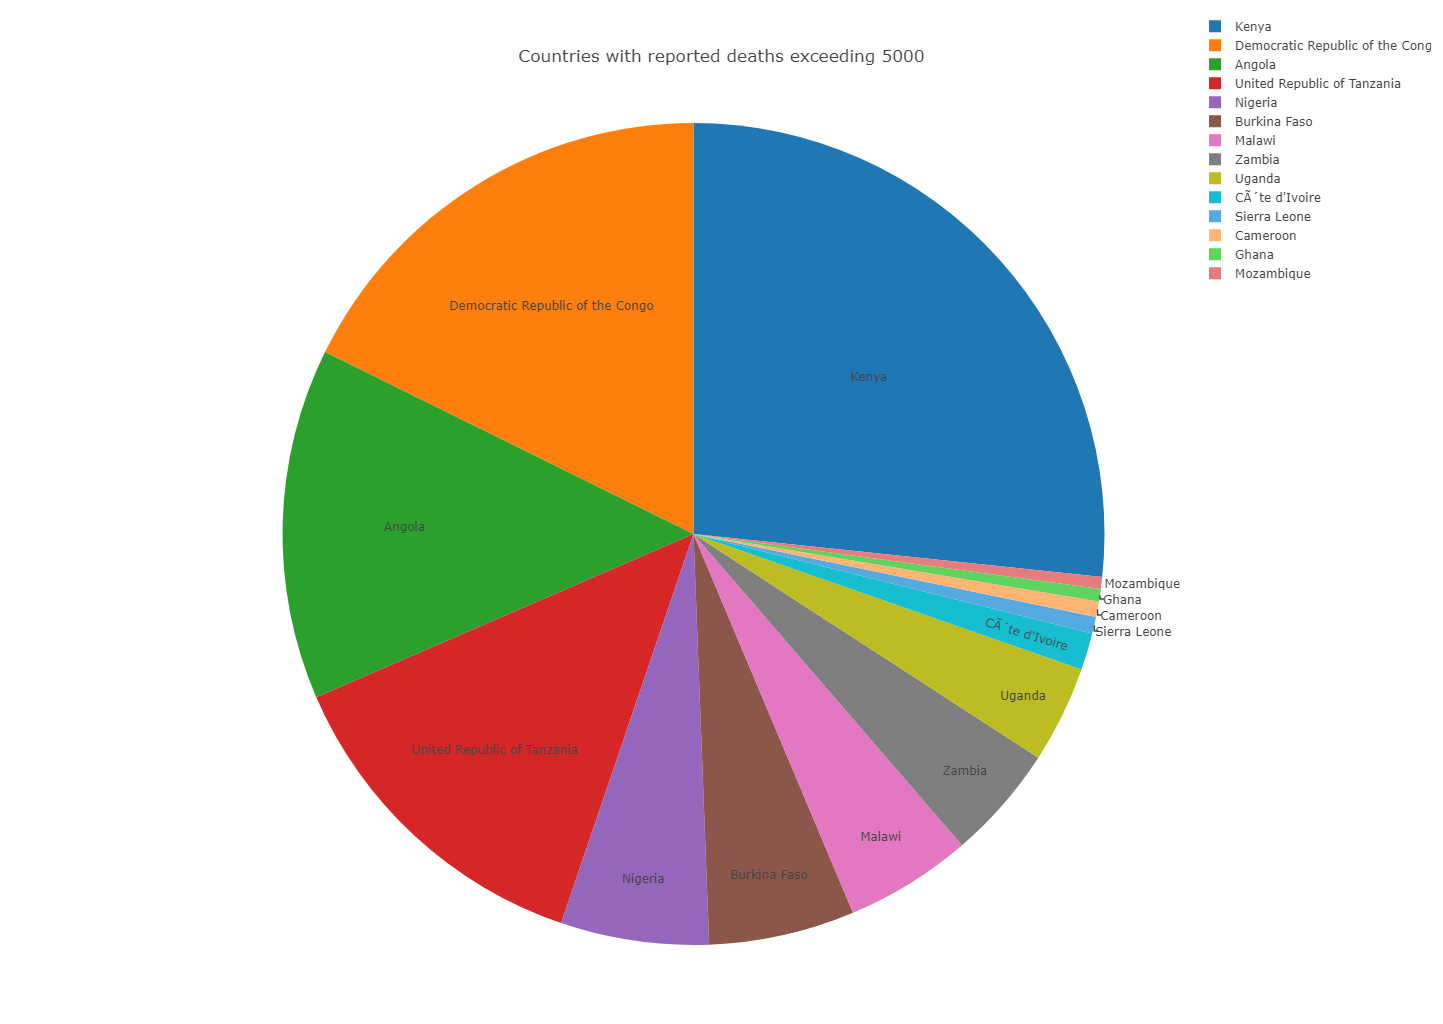 Countries with reported deaths exceeding 5000
Kenya
Democratic Republic of the Cong
Angola
United Republic of Tanzania
Nigeria
Burkina Faso
Malawi
Zambia
Uganda
CÃ´te d'Ivoire
Sierra Leone
Cameroon
Ghana
Mozambique
Democratic Republic of the Congo
Kenya
Angola
Mozambique
Ghana
Cameroon
Sierra Leone
CÃ´te d'Ivoire
Uganda
United Republic of Tanzania
Zambia
Malawi
Burkina Faso
Nigeria